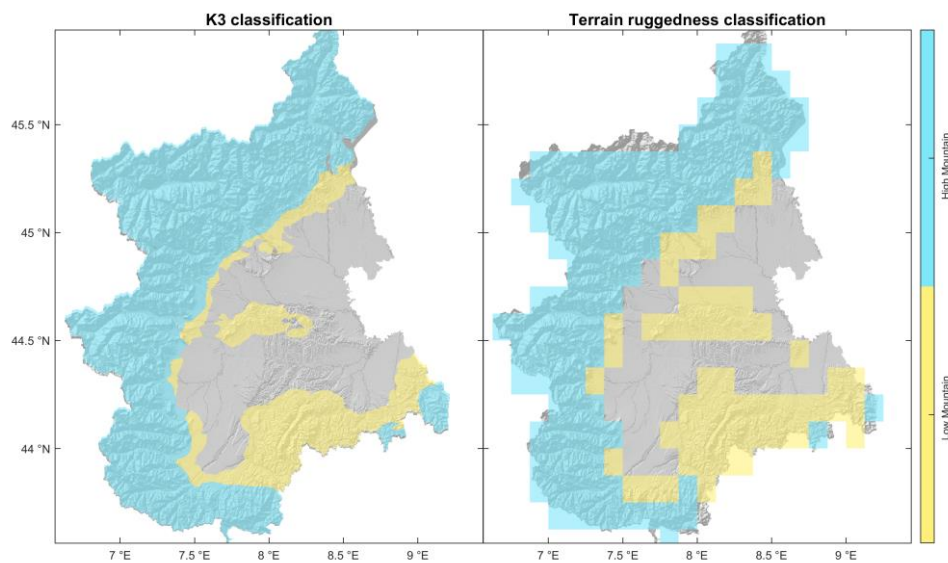 K3 classification
Terrain ruggedness classification
45.5 °N
45 °N
44.5 °N
44 °N
7 °E
7.5 °E
8 °E
8.5 °E
9 °E
7 °E
7.5 °E
8 °E
8.5 °E
9 °E
High Mountain
Low Mountain